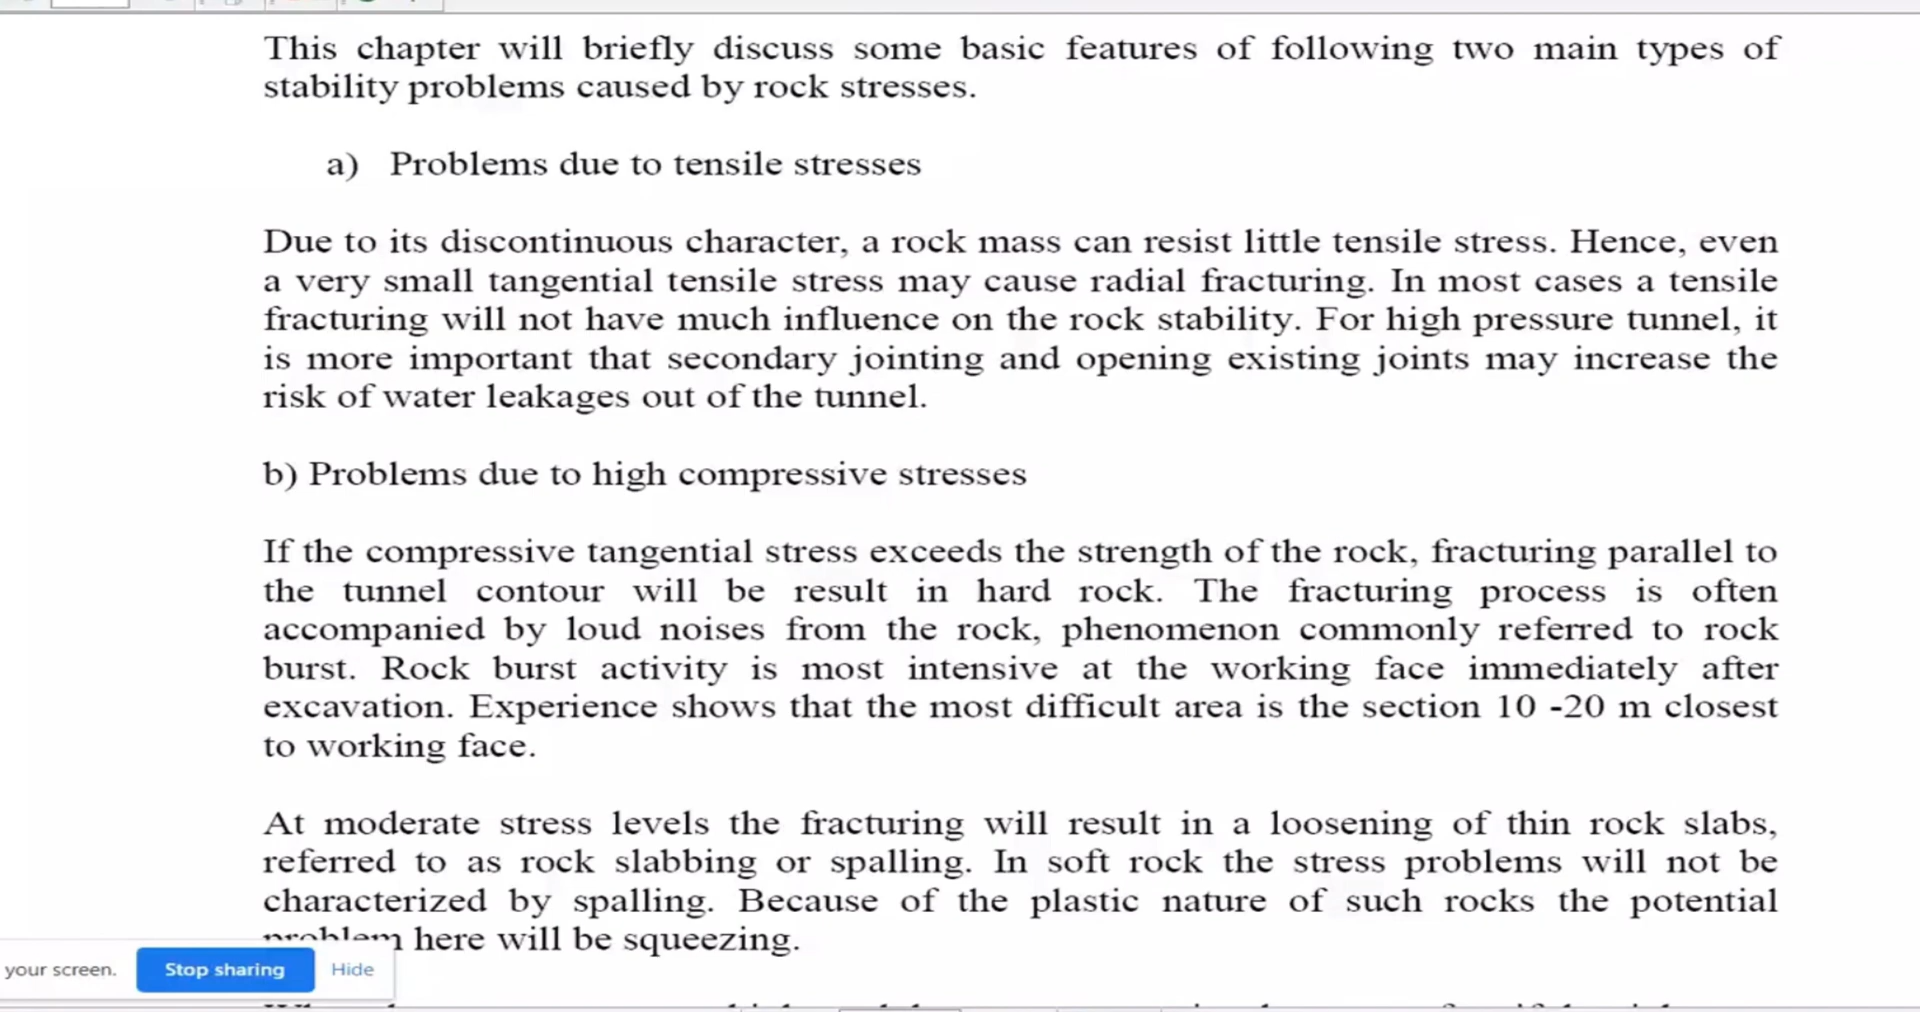 This chapter will briefly discuss some basic features of following two main types of
stability problems caused by rock stresses.
a) Problems due to tensile stresses
Due to its discontinuous character, a rock mass can resist little tensile stress. Hence, even
a very small tangential tensile stress may cause radial fracturing. In most cases a tensile
fracturing will not have much influence on the rock stability. For high pressure tunnel, it
is more important that secondary jointing and opening existing joints may increase the
risk of water leakages out of the tunnel.
b) Problems due to high compressive stresses
If the compressive tangential stress exceeds the strength of the rock, fracturing parallel to
the tunnel contour will be result in hard rock. The fracturing process is often
accompanied by loud noises from the rock, phenomenon commonly referred to rock
burst. Rock burst activity is most intensive at the working face immediately after
excavation. Experience shows that the most difficult area is the section 10 -20 m closest
to working face.
At moderate stress levels the fracturing will result in a loosening of thin rock slabs,
referred to as rock slabbing or spalling. In soft rock the stress problems will not be
characterized by spalling. Because of the plastic nature of such rocks the potential
problem here will be squeezing.
your screen. Stop sharing Hide